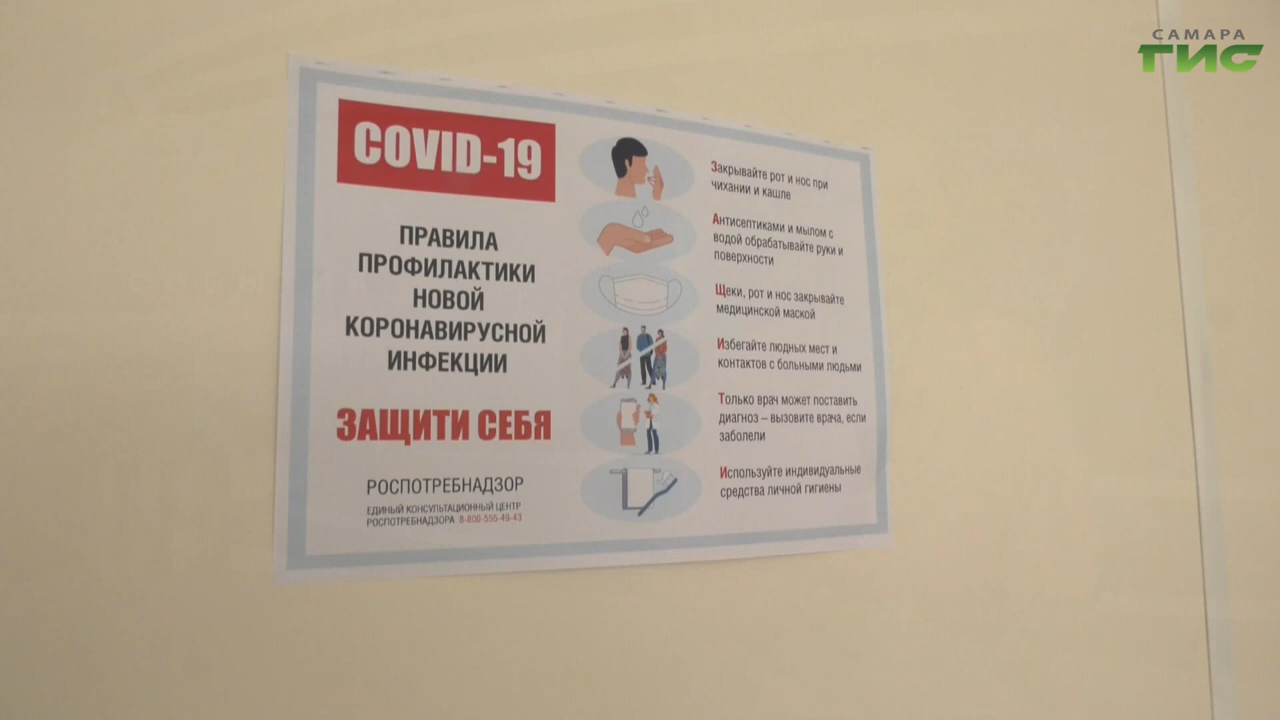 САМАРА
ГИС
COVID-19
ПРАВИЛА
ПРОФИЛАКТИКИ
НОВОЙ
КОРОНАВИРУСНОЙ
ИНФЕКЦИИ
ЗАЩИТИ СЕБЯ
РОСПОТРЕБНАДЗОР
ЕДИНЫЙ КОНСУЛЬТАЦИОННЫЙ ЦЕНТР
РОСПОТРЕБНАДЗОРА 8-800-555-49-43
Закрывайте рот и нос при
чихании и кашле
Антисептиками и мылом с
водой обрабатывайте руки и
поверхности
Щеки, рот и нос закрывайте
медицинской маской
Избегайте людных мест и
контактов с больными людьми
Только врач может поставить
диагноз – вызовите врача, если
заболели
Используйте индивидуальные
средства личной гигиены